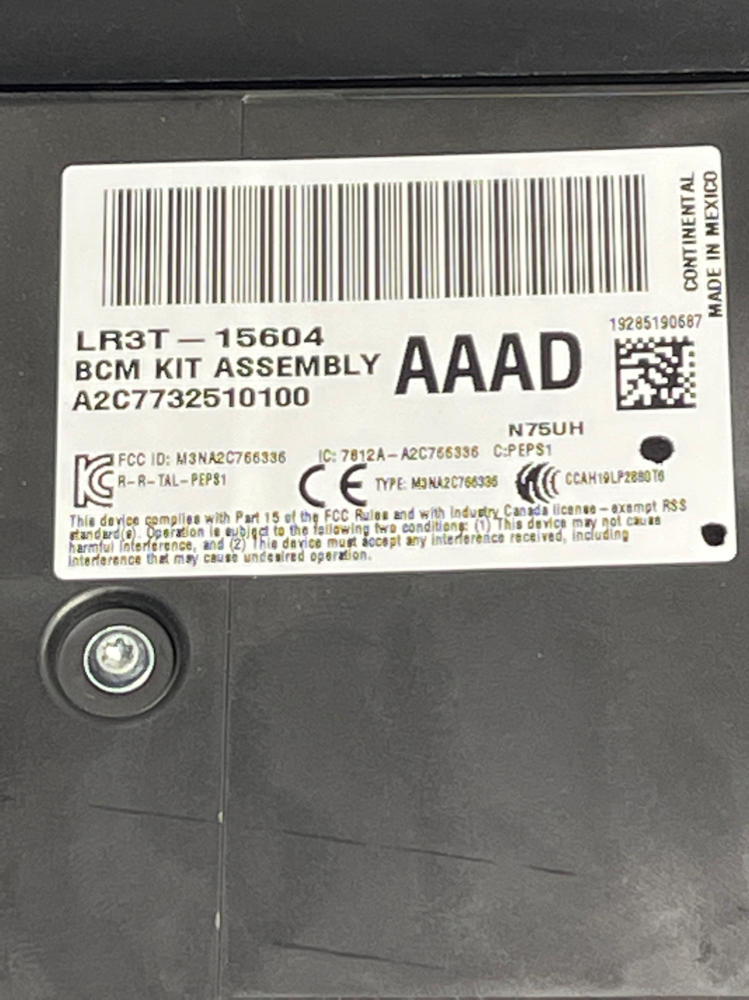 CONTINENTAL
MADE IN MEXICO
19285190687
LR3T-15604
BCM KIT ASSEMBLY
AAAD
A2C7732510100
N75UH
FCC ID: M3NA2C766336 IC: 7812A-A2C766336 C:PEPS1
R-R-TAL-PEPS1
CE
TYPE: M3NA2C766336
CCAH19LP2880T6
This device complies with Part 15 of the FCC Rules and with Industry Canada license-exempt RSS
standard(s). Operation is subject to the following two conditions: (1) This device may not cause
harmful interference, and (2) This device must accept any interference received, including
interference that may cause undesired operation.